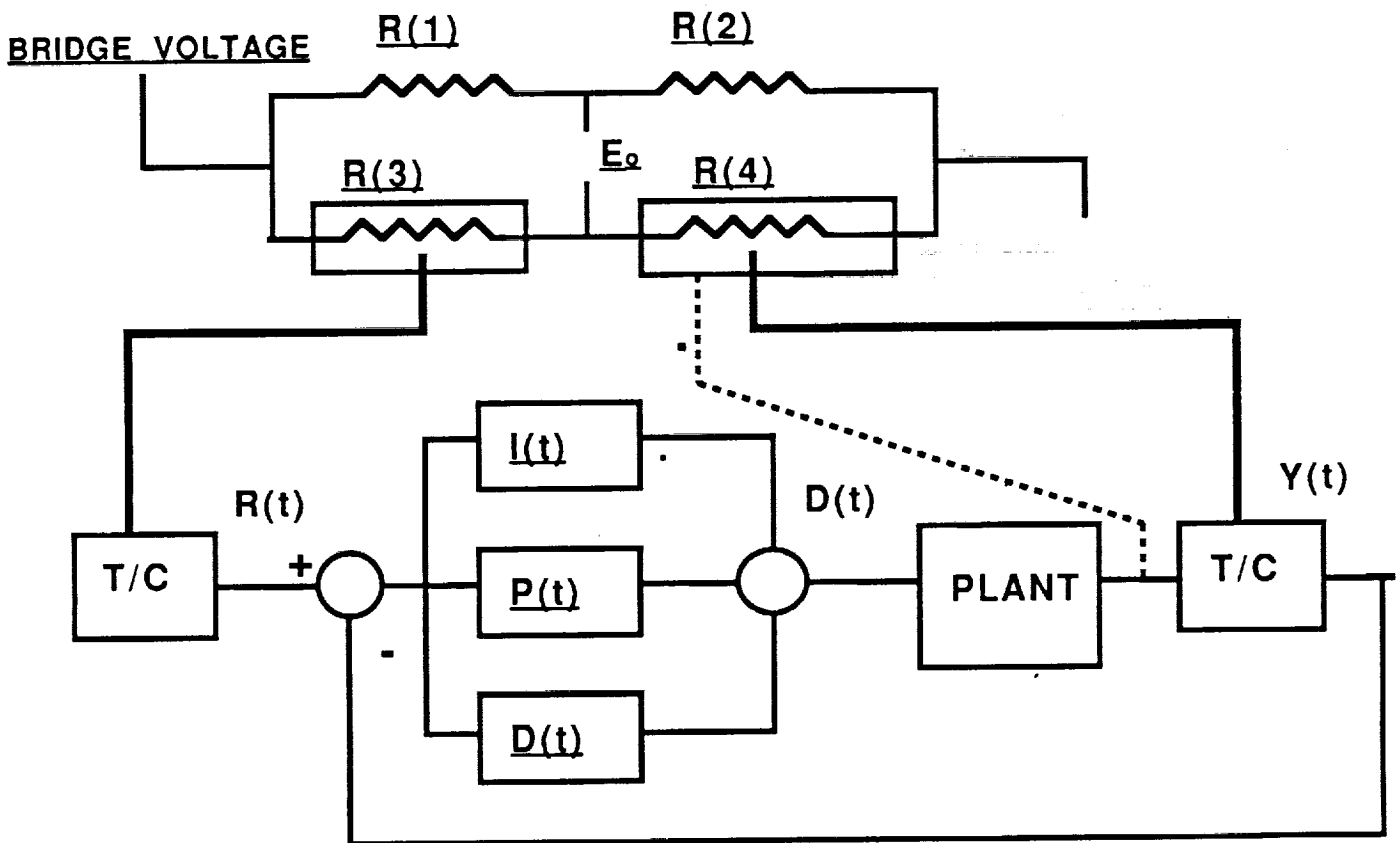 BRIDGE VOLTAGE
R(1)
R(2)
Eo
R(3)
R(4)
I(t)
R(t)
D(t)
Y(t)
T/C
+
P(t)
PLANT
T/C
-
D(t)